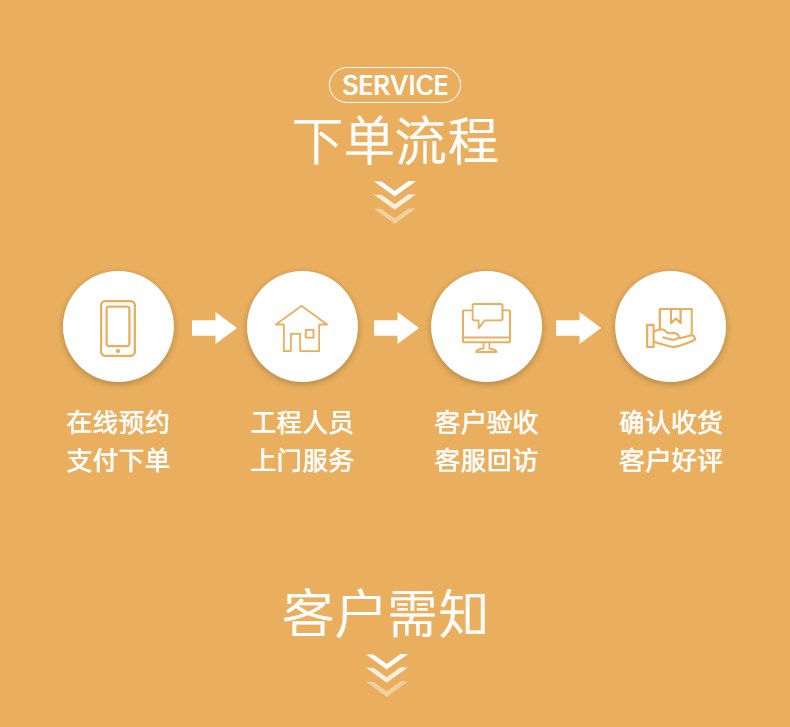 SERVICE
下单流程
在线预约
支付下单
工程人员
上门服务
客户验收
客服回访
确认收货
客户好评
客户需知